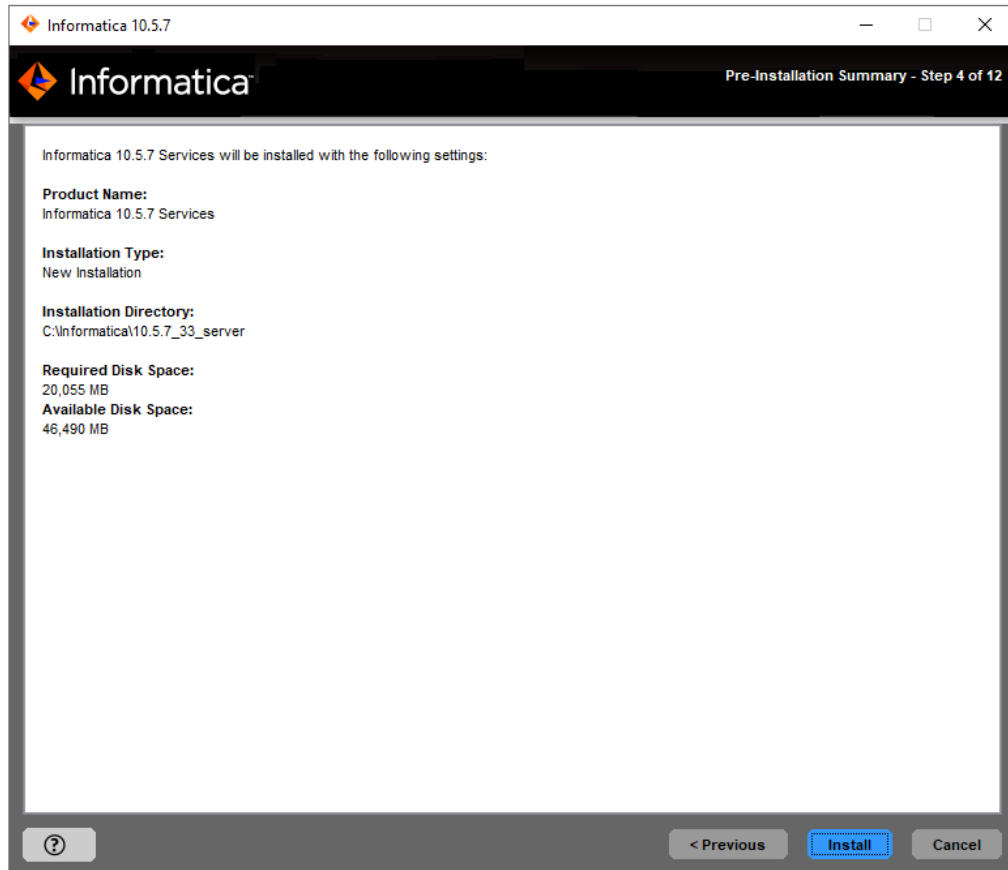 Informatica 10.5.7
Informatica
Pre-Installation Summary - Step 4 of 12
Informatica 10.5.7 Services will be installed with the following settings:
Product Name:
Informatica 10.5.7 Services
Installation Type:
New Installation
Installation Directory:
C:\Informatica\10.5.7_33_server
Required Disk Space:
20,055 MB
Available Disk Space:
46,490 MB
?
< Previous
Install
Cancel